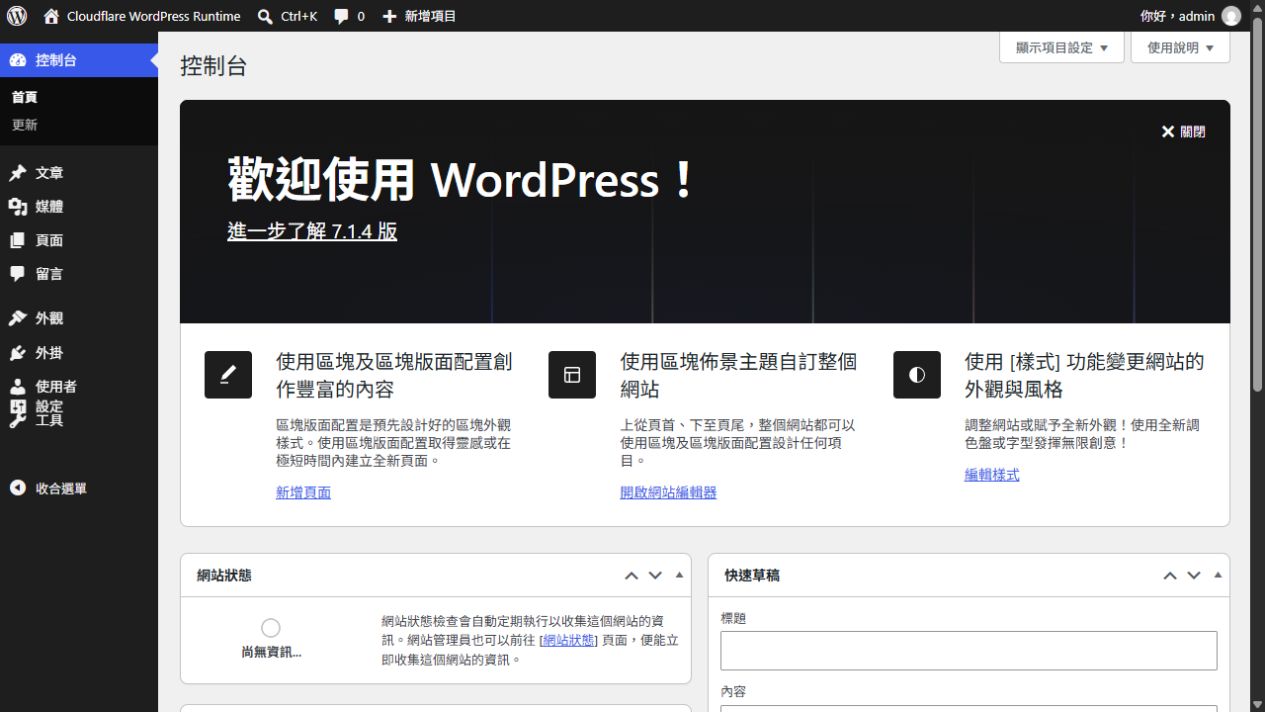 Cloudflare WordPress Runtime
Ctrl+K
0
新增項目
你好，admin
控制台
首頁
更新
文章
媒體
頁面
留言
外觀
外掛
使用者
設定
工具
收合選單
控制台
顯示項目設定
使用說明
關閉
歡迎使用 WordPress！
進一步了解 7.1.4 版
使用區塊及區塊版面配置創
作豐富的內容
區塊版面配置是預先設計好的區塊外觀
樣式。使用區塊版面配置取得靈感或在
極短時間內建立全新頁面。
新增頁面
使用區塊佈景主題自訂整個
網站
上從頁首、下至頁尾，整個網站都可以
使用區塊及區塊版面配置設計任何項
目。
開啟網站編輯器
使用 [樣式] 功能變更網站的
外觀與風格
調整網站或賦予全新外觀！使用全新調
色盤或字型發揮無限創意！
編輯樣式
網站狀態
尚無資訊...
網站狀態檢查會自動定期執行以收集這個網站的資
訊。網站管理員也可以前往 [網站狀態] 頁面，便能立
即收集這個網站的資訊。
快速草稿
標題
內容